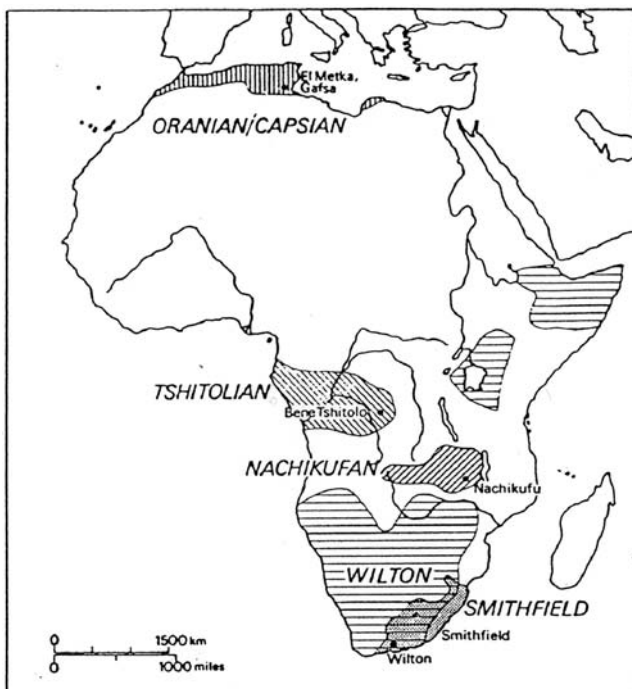 El Metka,
Gafsa
ORANIAN/CAPSIAN
TSHITOLIAN
Bene Tshitolo
NACHIKUFAN
Nachikufu
WILTON
SMITHFIELD
Smithfield
Wilton
0 1500 km
0 1000 miles